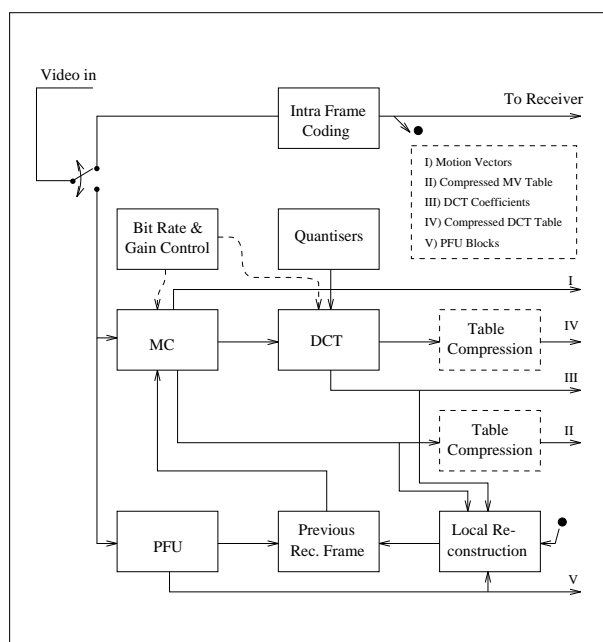 Video in
Intra Frame
Coding
To Receiver
I) Motion Vectors
II) Compressed MV Table
III) DCT Coefficients
IV) Compressed DCT Table
V) PFU Blocks
Bit Rate &
Gain Control
Quantisers
I
MC
DCT
Table
Compression
IV
III
Table
Compression
II
PFU
Previous
Rec. Frame
Local Re-
construction
V